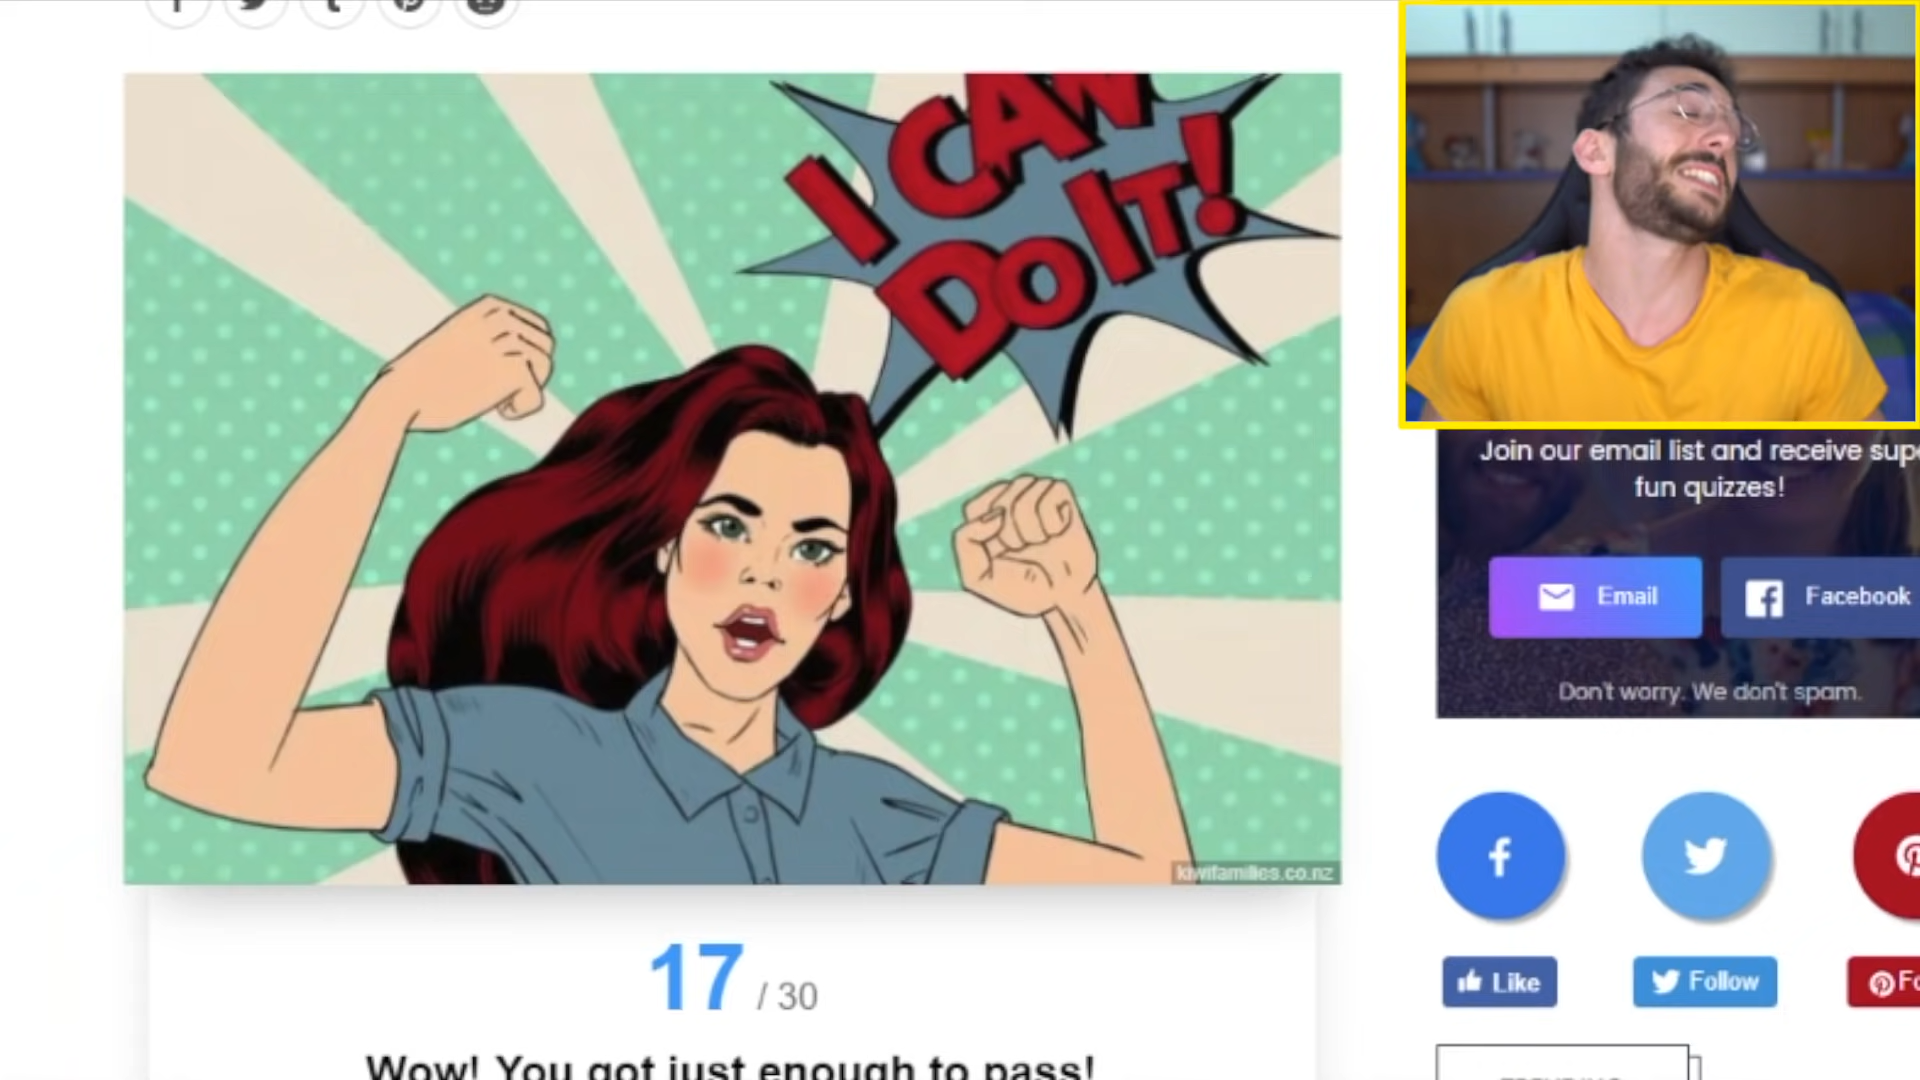 I CAN
DO IT!
kiwifamilies.co.nz
17 / 30
Wow! You got just enough to pass!
Join our email list and receive
fun quizzes!
Email
Facebook
Don't worry. We don't spam.
Like
Follow